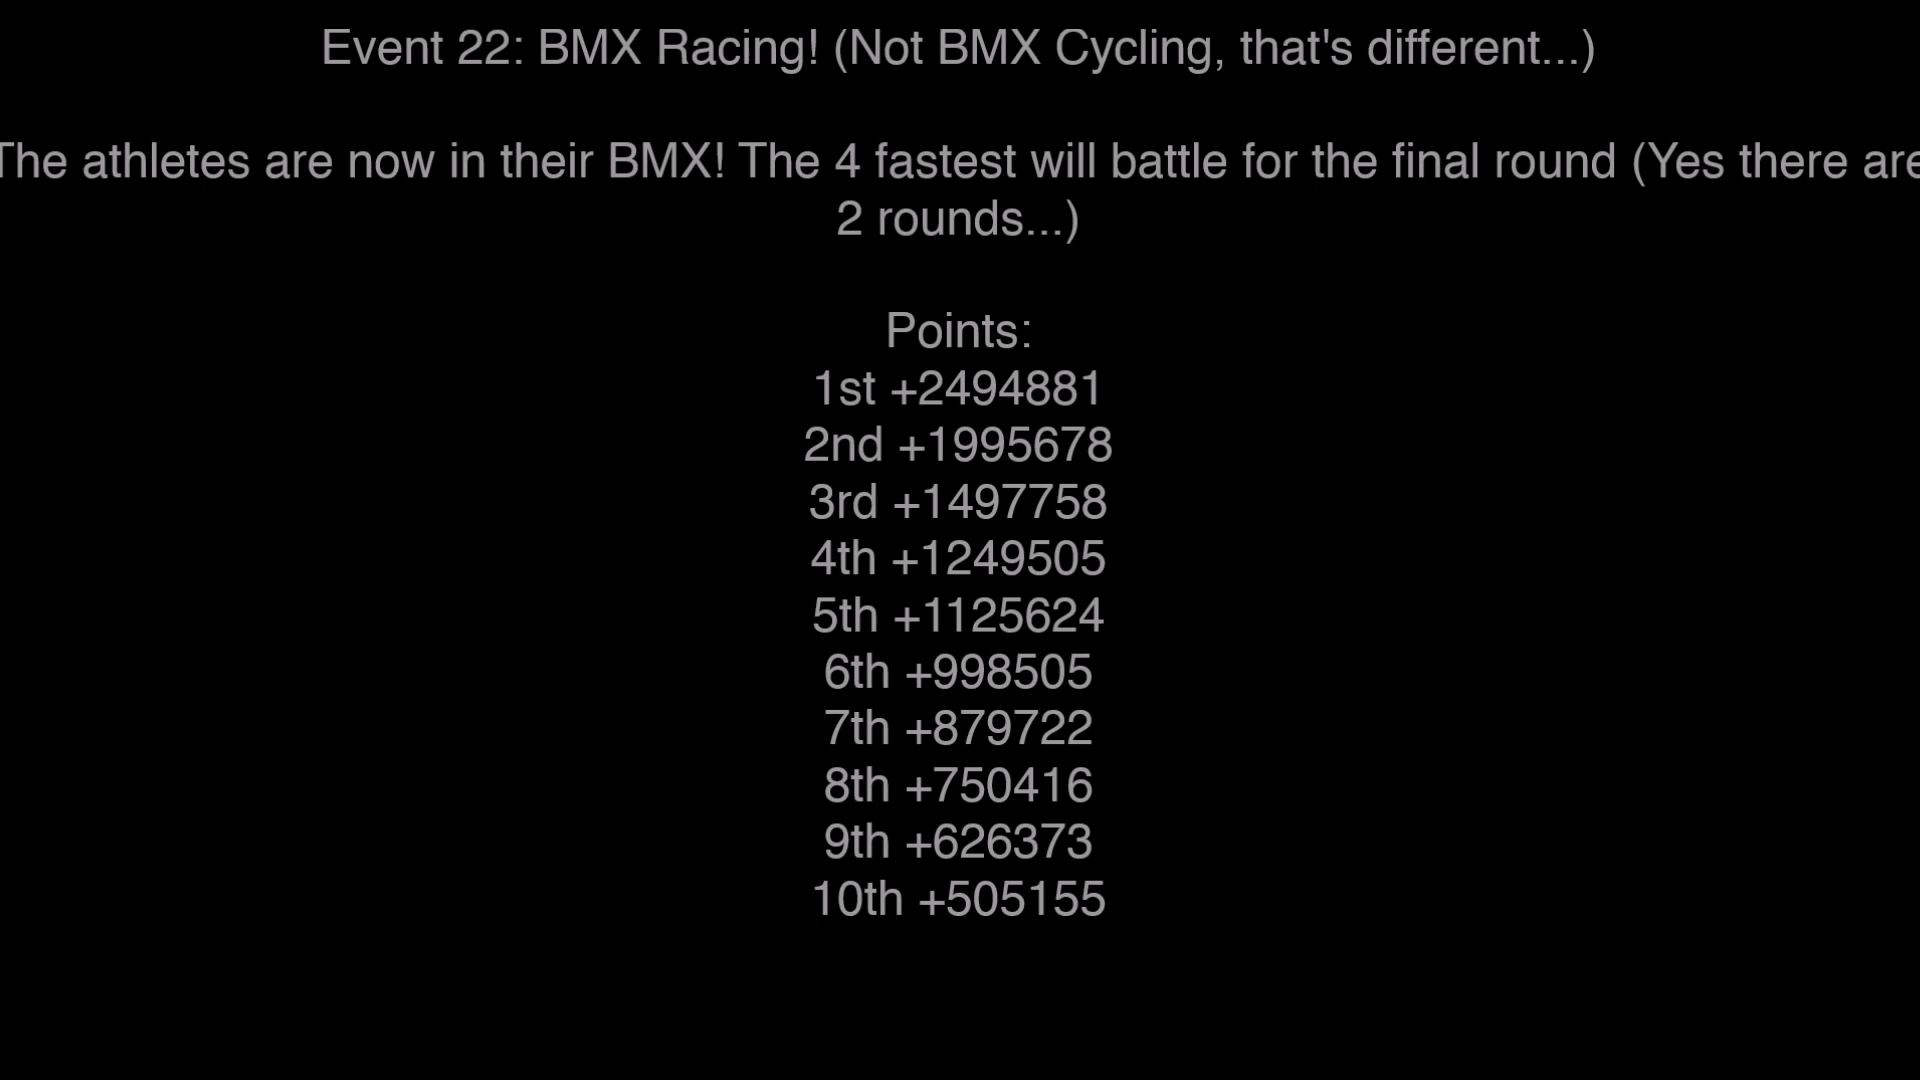 Event 22: BMX Racing! (Not BMX Cycling, that's different...)
The athletes are now in their BMX! The 4 fastest will battle for the final round (Yes there are
2 rounds...)
Points:
1st +2494881
2nd +1995678
3rd +1497758
4th +1249505
5th +1125624
6th +998505
7th +879722
8th +750416
9th +626373
10th +505155